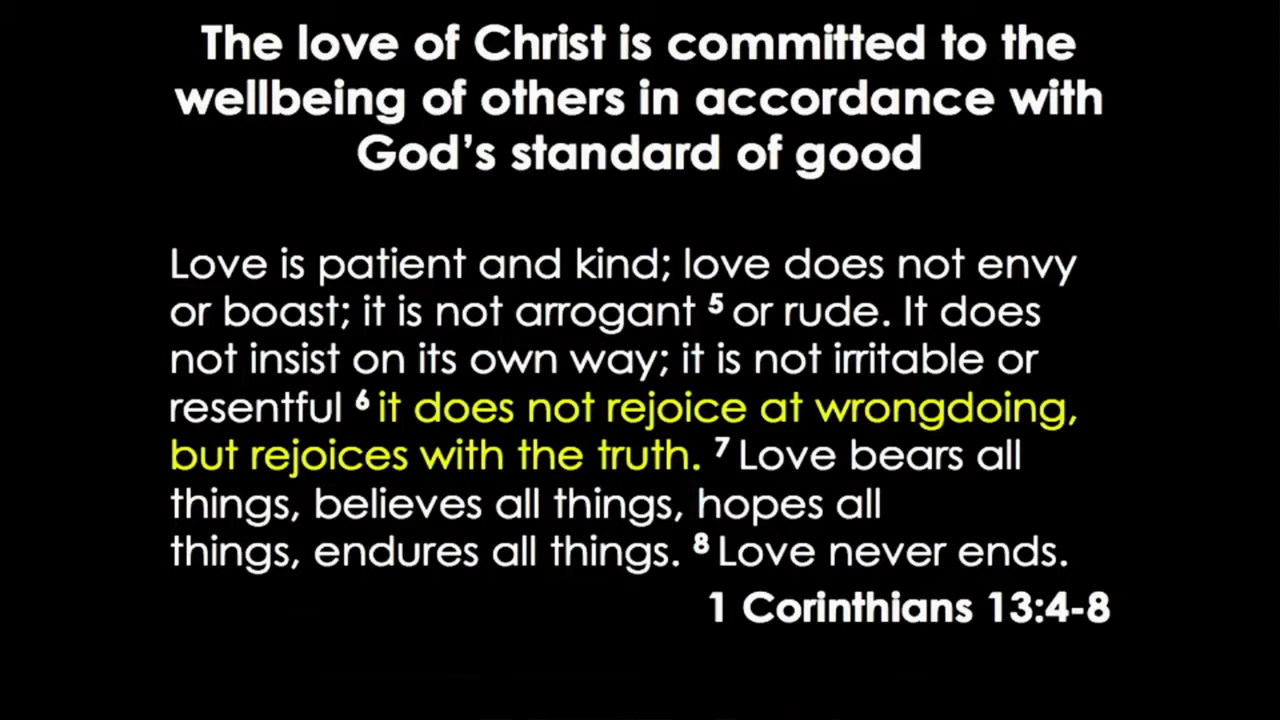 The love of Christ is committed to the
wellbeing of others in accordance with
God’s standard of good
Love is patient and kind; love does not envy
or boast; it is not arrogant 5 or rude. It does
not insist on its own way; it is not irritable or
resentful 6 it does not rejoice at wrongdoing,
but rejoices with the truth. 7 Love bears all
things, believes all things, hopes all
things, endures all things. 8 Love never ends.
1 Corinthians 13:4-8